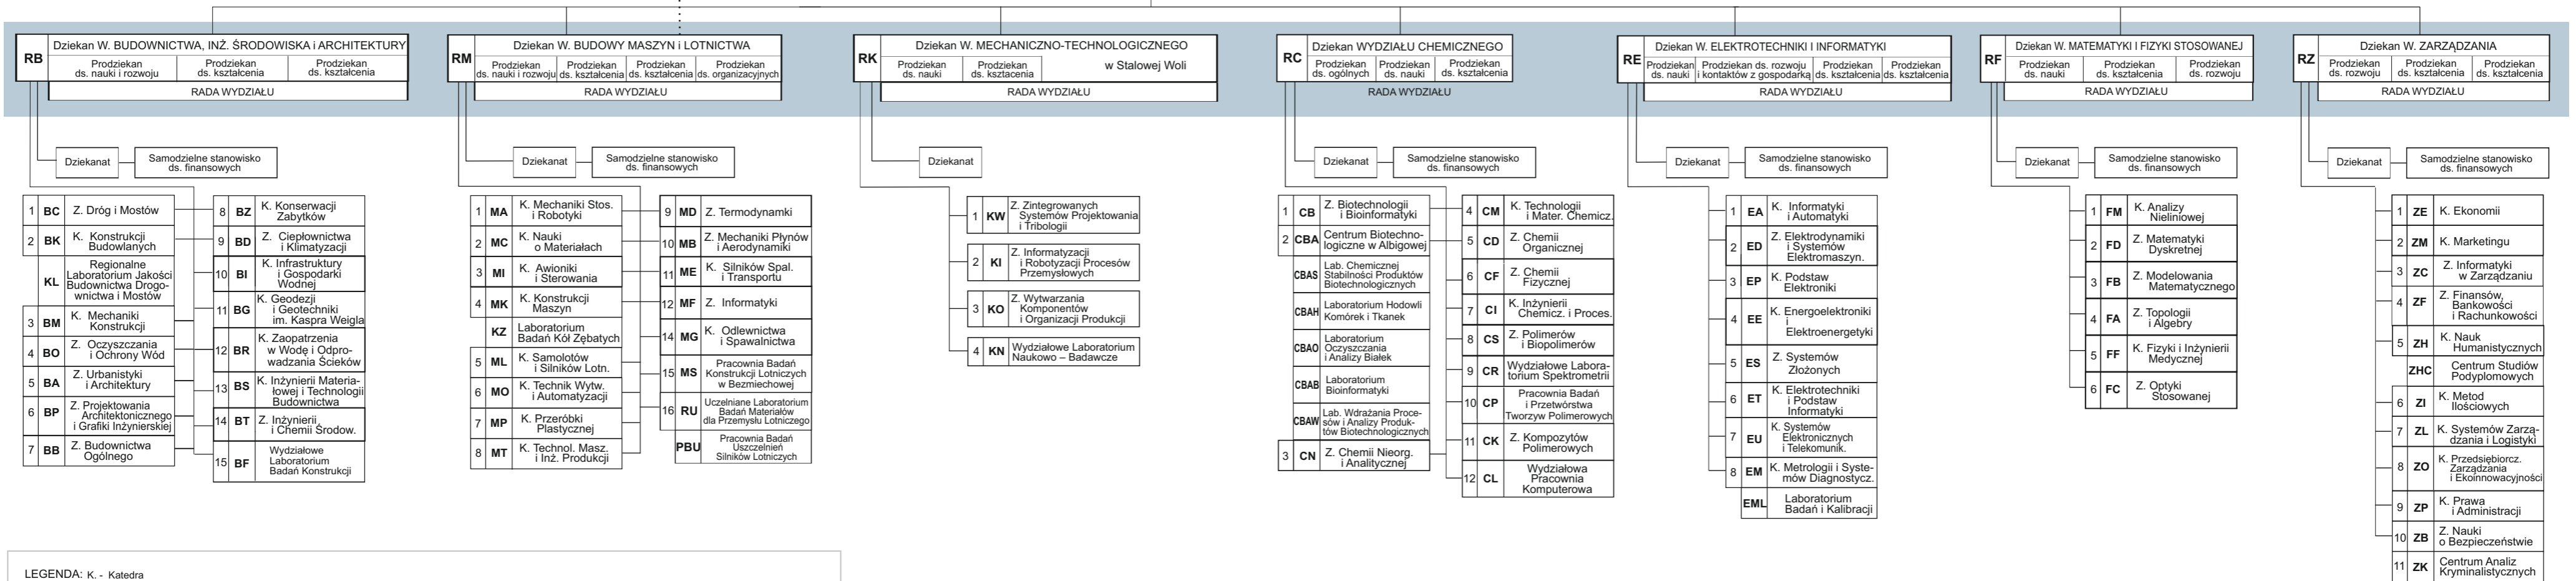 RB
Dziekan W. BUDOWNICTWA, INŻ. ŚRODOWISKA i ARCHITEKTURY
Prodziekan
ds. nauki i rozwoju
Prodziekan
ds. kształcenia
Prodziekan
ds. kształcenia
RADA WYDZIAŁU
Dziekanat
Samodzielne stanowisko
ds. finansowych
1 BC Z. Dróg i Mostów
2 BK K. Konstrukcji
Budowlanych
KL Regionalne
Laboratorium Jakości
Budownictwa Drogo-
wnictwa i Mostów
3 BM K. Mechaniki
Konstrukcji
4 BO Z. Oczyszczania
i Ochrony Wód
5 BA Z. Urbanistyki
i Architektury
6 BP Z. Projektowania
Architektonicznego
i Grafiki Inżynierskiej
7 BB Z. Budownictwa
Ogólnego
8 BZ K. Konserwacji
Zabytków
9 BD Z. Ciepłownictwa
i Klimatyzacji
10 BI K. Infrastruktury
i Gospodarki
Wodnej
11 BG K. Geodezji
i Geotechniki
im. Kaspra Weigla
12 BR K. Zaopatrzenia
w Wodę i Odpro-
wadzania Ścieków
13 BS K. Inżynierii Materia-
łowej i Technologii
Budownictwa
14 BT Z. Inżynierii
i Chemii Środow.
15 BF Wydziałowe
Laboratorium
Badań Konstrukcji
RM
Dziekan W. BUDOWY MASZYN i LOTNICTWA
Prodziekan
ds. nauki i rozwoju
Prodziekan
ds. kształcenia
Prodziekan
ds. kształcenia
Prodziekan
ds. organizacyjnych
RADA WYDZIAŁU
Dziekanat
Samodzielne stanowisko
ds. finansowych
1 MA K. Mechaniki Stos.
i Robotyki
2 MC K. Nauki
o Materiałach
3 MI K. Awioniki
i Sterowania
4 MK K. Konstrukcji
Maszyn
KZ Laboratorium
Badań Kół Zębatych
5 ML K. Samolotów
i Silników Lotn.
6 MO K. Technik Wytw.
i Automatyzacji
7 MP K. Przeróbki
Plastycznej
8 MT K. Technol. Masz.
i Inż. Produkcji
9 MD Z. Termodynamki
10 MB Z. Mechaniki Płynów
i Aerodynamiki
11 ME K. Silników Spal.
i Transportu
12 MF Z. Informatyki
14 MG K. Odlewnictwa
i Spawalnictwa
15 MS Pracownia Badań
Konstrukcji Lotniczych
w Bezmiechowej
16 RU Uczelniane Laboratorium
Badań Materiałów
dla Przemysłu Lotniczego
PBU Pracownia Badań
Uszczelnień
Silników Lotniczych
RK
Dziekan W. MECHANICZNO-TECHNOLOGICZNEGO
w Stalowej Woli
Prodziekan
ds. nauki
Prodziekan
ds. kształcenia
RADA WYDZIAŁU
Dziekanat
1 KW Z. Zintegrowanych
Systemów Projektowania
i Tribologii
2 KI Z. Informatyzacji
i Robotyzacji Procesów
Przemysłowych
3 KO Z. Wytwarzania
Komponentów
i Organizacji Produkcji
4 KN Wydziałowe Laboratorium
Naukowo – Badawcze
RC
Dziekan WYDZIAŁU CHEMICZNEGO
Prodziekan
ds. ogólnych
Prodziekan
ds. nauki
Prodziekan
ds. kształcenia
RADA WYDZIAŁU
Dziekanat
Samodzielne stanowisko
ds. finansowych
1 CB Z. Biotechnologii
i Bioinformatyki
2 CBA Centrum Biotechno-
logiczne w Albigowej
CBAS Lab. Chemicznej
Stabilności Produktów
Biotechnologicznych
CBAH Laboratorium Hodowli
Komórek i Tkanek
CBAO Laboratorium
Oczyszczania
i Analizy Białek
CBAB Laboratorium
Bioinformatyki
CBAW Lab. Wdrażania Proce-
sów i Analizy Produk-
tów Biotechnologicznych
3 CN Z. Chemii Nieorg.
i Analitycznej
4 CM K. Technologii
i Mater. Chemicz.
5 CD Z. Chemii
Organicznej
6 CF Z. Chemii
Fizycznej
7 CI K. Inżynierii
Chemicz. i Proces.
8 CS Z. Polimerów
i Biopolimerów
9 CR Wydziałowe Labora-
torium Spektrometrii
10 CP Pracownia Badań
i Przetwórstwa
Tworzyw Polimerowych
11 CK Z. Kompozytów
Polimerowych
12 CL Wydziałowa
Pracownia
Komputerowa
RE
Dziekan W. ELEKTROTECHNIKI I INFORMATYKI
Prodziekan
ds. nauki
Prodziekan ds. rozwoju
i kontaktów z gospodarką
Prodziekan
ds. kształcenia
Prodziekan
ds. kształcenia
RADA WYDZIAŁU
Dziekanat
Samodzielne stanowisko
ds. finansowych
1 EA K. Informatyki
i Automatyki
2 ED Z. Elektrodynamiki
i Systemów
Elektromaszyn.
3 EP K. Podstaw
Elektroniki
4 EE K. Energoelektroniki
i
Elektroenergetyki
5 ES Z. Systemów
Złożonych
6 ET K. Elektrotechniki
i Podstaw
Informatyki
7 EU K. Systemów
Elektronicznych
i Telekomunik.
8 EM K. Metrologii i Syste-
mów Diagnostycz.
EML Laboratorium
Badań i Kalibracji
RF
Dziekan W. MATEMATYKI I FIZYKI STOSOWANEJ
Prodziekan
ds. nauki
Prodziekan
ds. kształcenia
Prodziekan
ds. rozwoju
RADA WYDZIAŁU
Dziekanat
Samodzielne stanowisko
ds. finansowych
1 FM K. Analizy
Nieliniowej
2 FD Z. Matematyki
Dyskretnej
3 FB Z. Modelowania
Matematycznego
4 FA Z. Topologii
i Algebry
5 FF K. Fizyki i Inżynierii
Medycznej
6 FC Z. Optyki
Stosowanej
RZ
Dziekan W. ZARZĄDZANIA
Prodziekan
ds. rozwoju
Prodziekan
ds. kształcenia
Prodziekan
ds. kształcenia
RADA WYDZIAŁU
Dziekanat
Samodzielne stanowisko
ds. finansowych
1 ZE K. Ekonomii
2 ZM K. Marketingu
3 ZC Z. Informatyki
w Zarządzaniu
4 ZF Z. Finansów,
Bankowości
i Rachunkowości
5 ZH K. Nauk
Humanistycznych
ZHC Centrum Studiów
Podyplomowych
6 ZI K. Metod
Ilościowych
7 ZL K. Systemów Zarzą-
dzania i Logistyki
8 ZO K. Przedsiębiorcz.
Zarządzania
i Ekoinnowacyjności
9 ZP K. Prawa
i Administracji
10 ZB Z. Nauki
o Bezpieczeństwie
11 ZK Centrum Analiz
Kryminalistycznych
LEGENDA: K. - Katedra